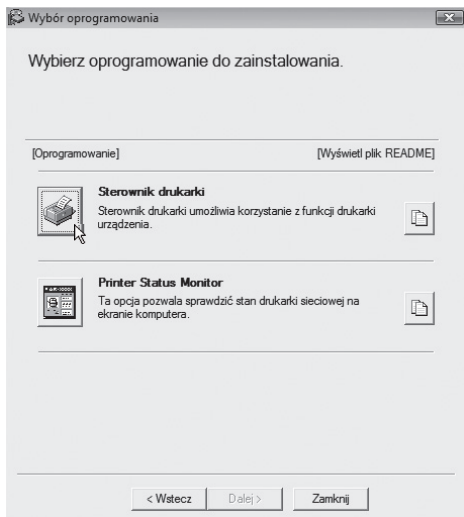 Wybór oprogramowania
Wybierz oprogramowanie do zainstalowania.
[Oprogramowanie] [Wyświetl plik README]
Sterownik drukarki
Sterownik drukarki umożliwia korzystanie z funkcji drukarki
urządzenia.
Printer Status Monitor
Ta opcja pozwala sprawdzić stan drukarki sieciowej na
ekranie komputera.
< Wstecz Dalej > Zamknij